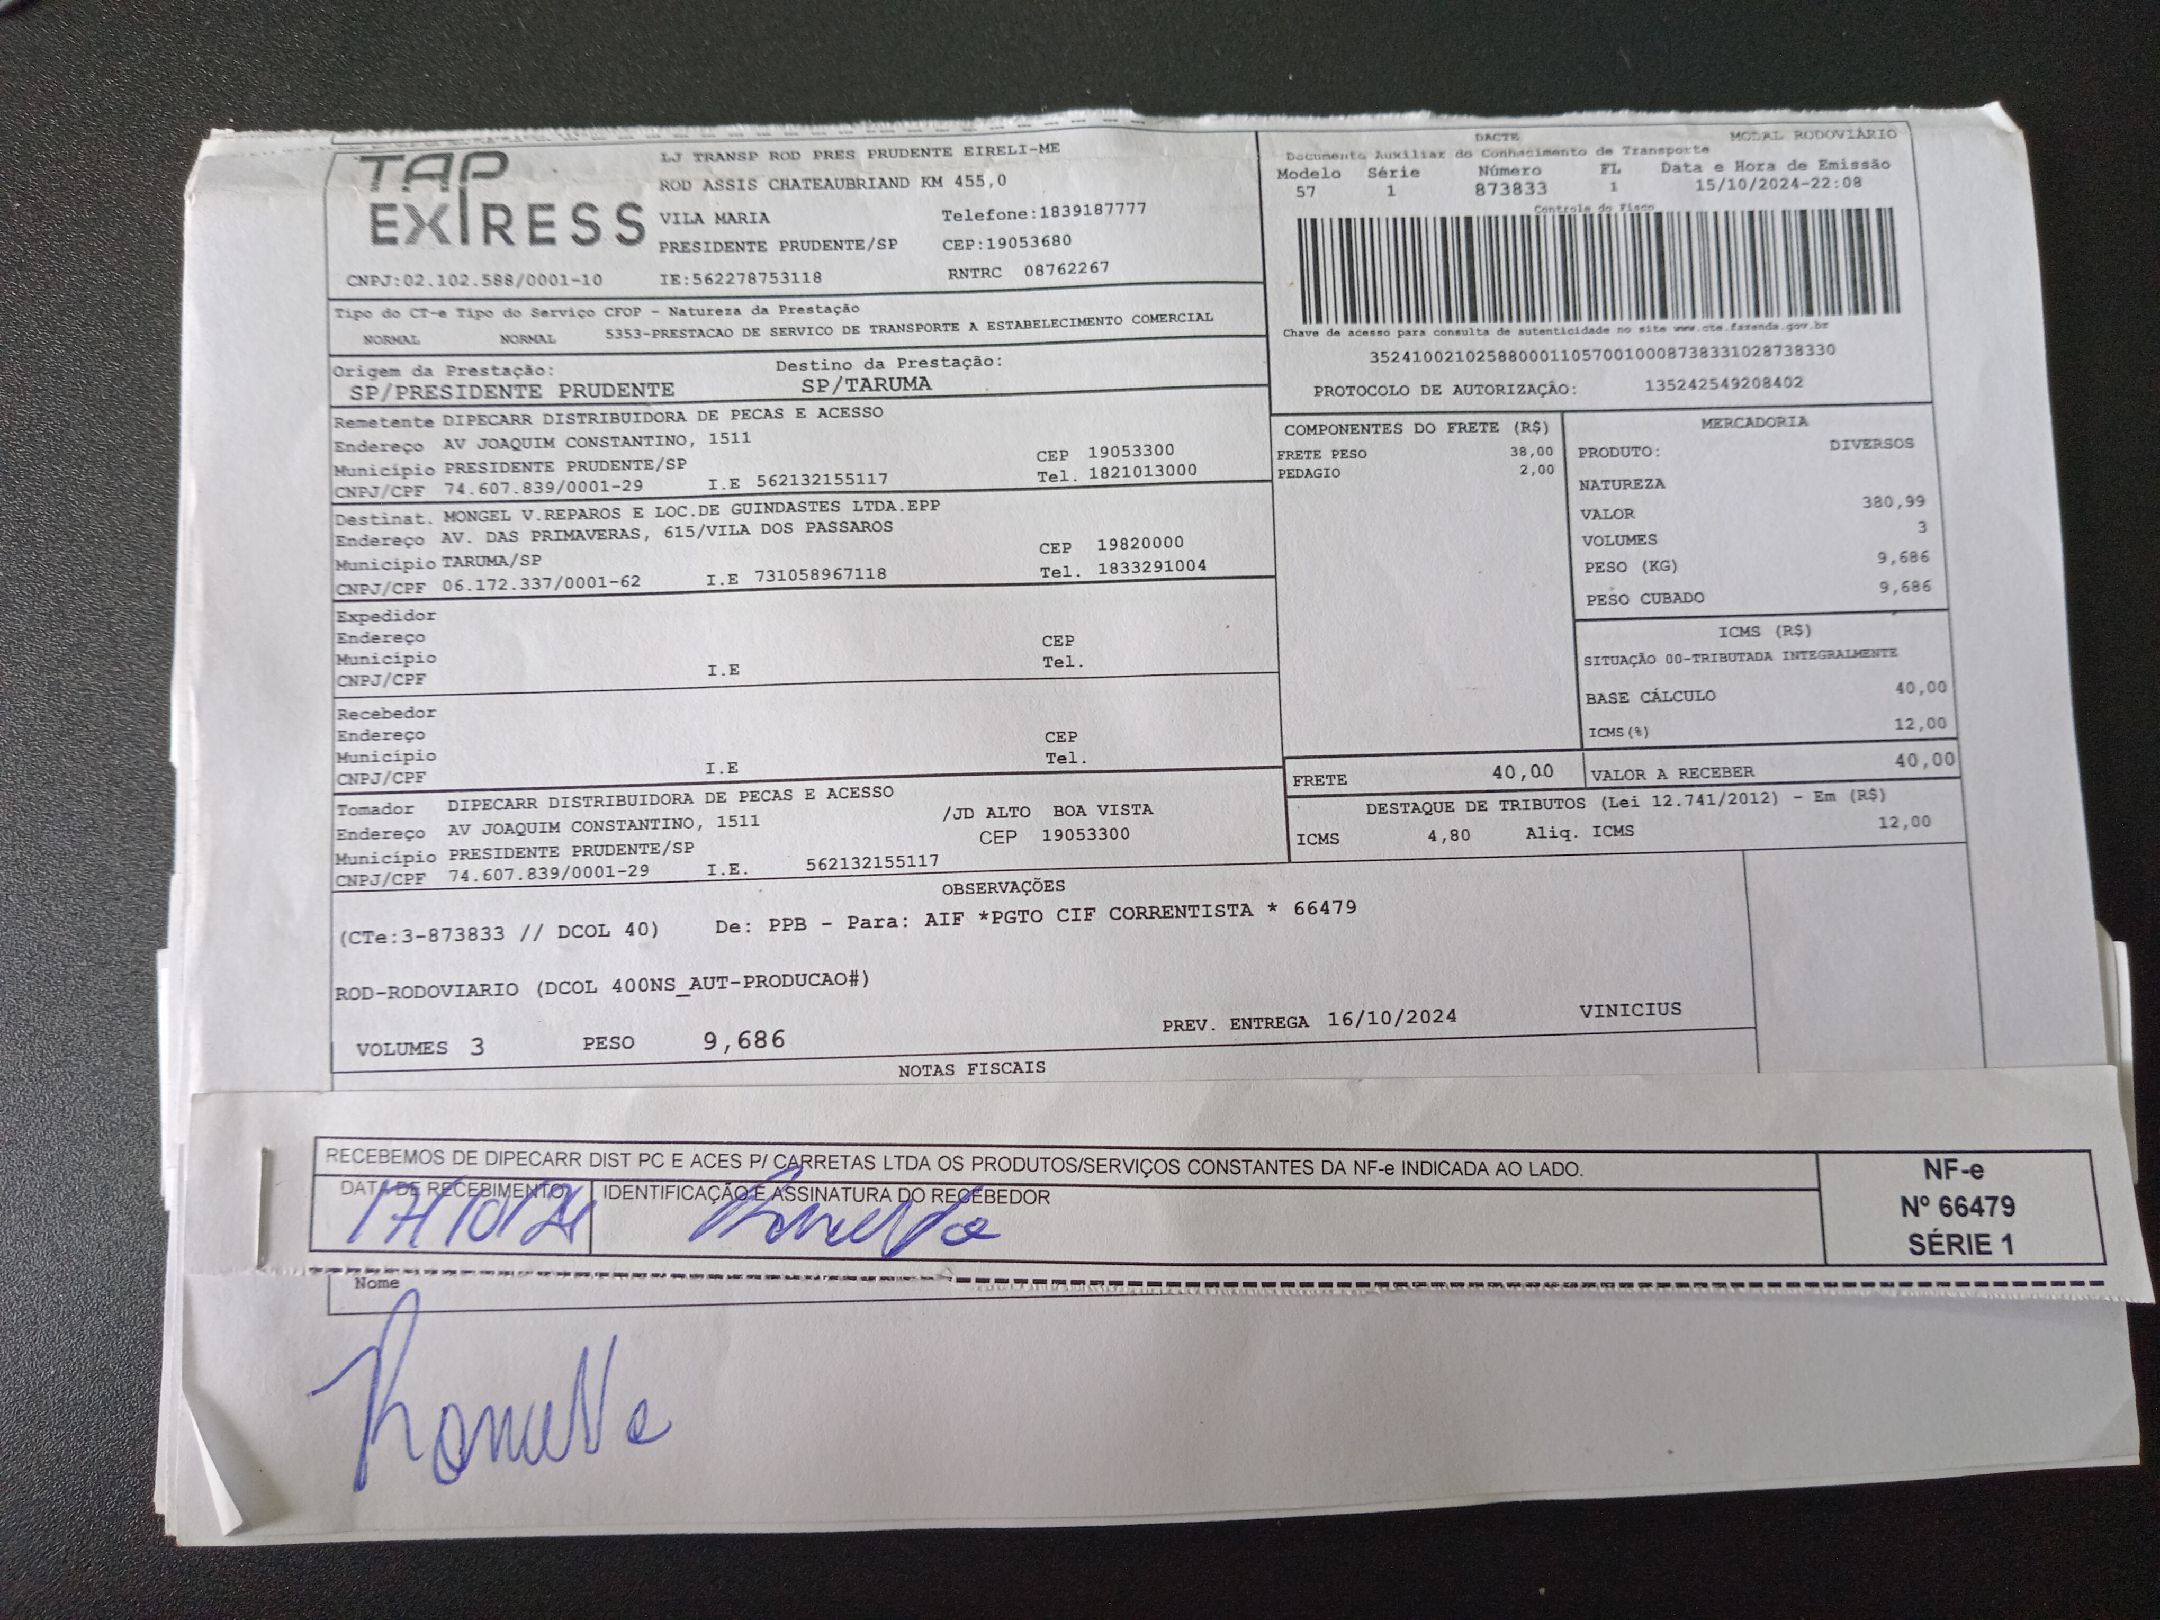 TAP
EXPRESS
LJ TRANSP ROD PRES PRUDENTE EIRELI-ME
ROD ASSIS CHATEAUBRIAND KM 455,0
VILA MARIA Telefone:1839187777
PRESIDENTE PRUDENTE/SP CEP:19053680
CNPJ:02.102.588/0001-10 IE:562278753118 RNTRC 08762267
DACTE MODAL RODOVIÁRIO
Documento Auxiliar do Conhecimento de Transporte
Modelo Série Número FL Data e Hora de Emissão
57 1 873833 1 15/10/2024-22:08
Controle do Fisco
Chave de acesso para consulta de autenticidade no site www.cte.fazenda.gov.br
35241002102588000110570010008738331028738330
PROTOCOLO DE AUTORIZAÇÃO: 135242549208402
Tipo do CT-e Tipo do Serviço CFOP - Natureza da Prestação
NORMAL NORMAL 5353-PRESTACAO DE SERVICO DE TRANSPORTE A ESTABELECIMENTO COMERCIAL
Origem da Prestação: Destino da Prestação:
SP/PRESIDENTE PRUDENTE SP/TARUMA
Remetente DIPECARR DISTRIBUIDORA DE PECAS E ACESSO
Endereço AV JOAQUIM CONSTANTINO, 1511 CEP 19053300
Município PRESIDENTE PRUDENTE/SP Tel. 1821013000
CNPJ/CPF 74.607.839/0001-29 I.E 562132155117
Destinat. MONGEL V.REPAROS E LOC.DE GUINDASTES LTDA.EPP
Endereço AV. DAS PRIMAVERAS, 615/VILA DOS PASSAROS
Município TARUMA/SP CEP 19820000
CNPJ/CPF 06.172.337/0001-62 I.E 731058967118 Tel. 1833291004
Expedidor
Endereço CEP
Município Tel.
CNPJ/CPF I.E
Recebedor
Endereço CEP
Município Tel.
CNPJ/CPF I.E
Tomador DIPECARR DISTRIBUIDORA DE PECAS E ACESSO
Endereço AV JOAQUIM CONSTANTINO, 1511 /JD ALTO BOA VISTA
Município PRESIDENTE PRUDENTE/SP CEP 19053300
CNPJ/CPF 74.607.839/0001-29 I.E. 562132155117
COMPONENTES DO FRETE (R$)
FRETE PESO 38,00
PEDAGIO 2,00
MERCADORIA
PRODUTO: DIVERSOS
NATUREZA
VALOR 380,99
VOLUMES 3
PESO (KG) 9,686
PESO CUBADO 9,686
ICMS (R$)
SITUAÇÃO 00-TRIBUTADA INTEGRALMENTE
BASE CÁLCULO 40,00
ICMS(%) 12,00
FRETE 40,00 VALOR A RECEBER 40,00
DESTAQUE DE TRIBUTOS (Lei 12.741/2012) - Em (R$)
ICMS 4,80 Aliq. ICMS 12,00
OBSERVAÇÕES
(CTe:3-873833 // DCOL 40) De: PPB - Para: AIF *PGTO CIF CORRENTISTA * 66479
ROD-RODOVIARIO (DCOL 400NS_AUT-PRODUCAO#)
VOLUMES 3 PESO 9,686 PREV. ENTREGA 16/10/2024 VINICIUS
NOTAS FISCAIS
RECEBEMOS DE DIPECARR DIST PC E ACES P/ CARRETAS LTDA OS PRODUTOS/SERVIÇOS CONSTANTES DA NF-e INDICADA AO LADO.
DATA DE RECEBIMENTO IDENTIFICAÇÃO E ASSINATURA DO RECEBEDOR
17/10/24
NF-e
Nº 66479
SÉRIE 1
Nome